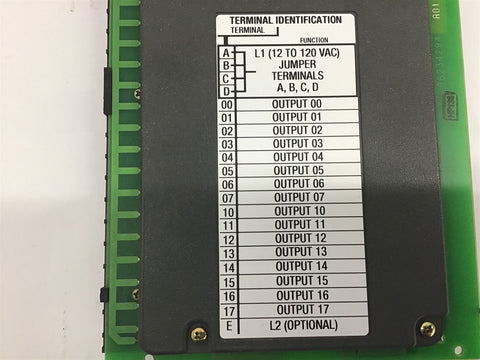 TERMINAL IDENTIFICATION
TERMINAL
FUNCTION
A L1 (12 TO 120 VAC)
B JUMPER
C TERMINALS
D A, B, C, D
00 OUTPUT 00
01 OUTPUT 01
02 OUTPUT 02
03 OUTPUT 03
04 OUTPUT 04
05 OUTPUT 05
06 OUTPUT 06
07 OUTPUT 07
10 OUTPUT 10
11 OUTPUT 11
12 OUTPUT 12
13 OUTPUT 13
14 OUTPUT 14
15 OUTPUT 15
16 OUTPUT 16
17 OUTPUT 17
E L2 (OPTIONAL)
A01